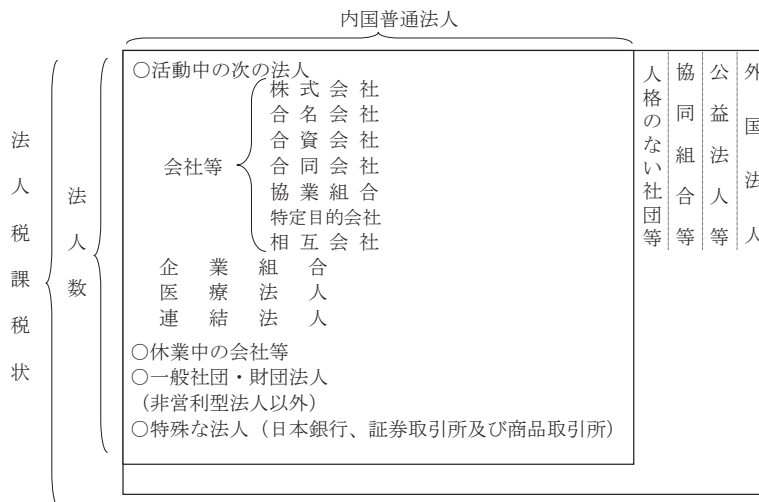 内国普通法人
法人税課税状
法人数
○活動中の次の法人
会社等
株式会社
合名会社
合資会社
合同会社
協業組合
特定目的会社
相互会社
企業組合
医療法人
連結法人
○休業中の会社等
○一般社団・財団法人
(非営利型法人以外)
○特殊な法人(日本銀行、証券取引所及び商品取引所)
人格のない社団等
協同組合等
公益法人等
外国法人